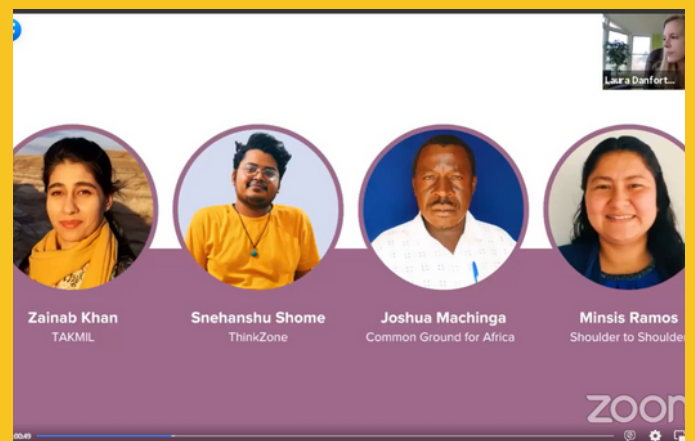 Laura Danfort...
Zainab Khan
TAKMIL
Snehanshu Shome
ThinkZone
Joshua Machinga
Common Ground for Africa
Minsis Ramos
Shoulder to Shoulder
zoom
00:49